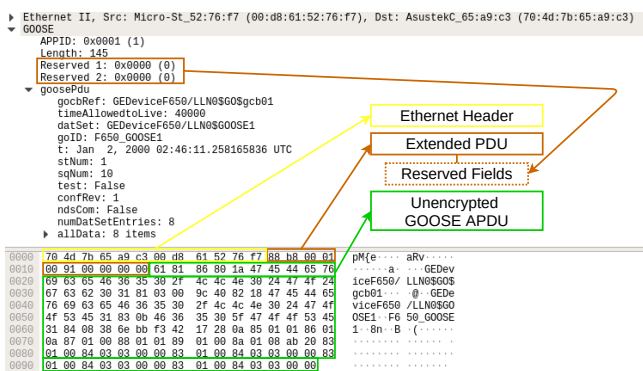 Ethernet II, Src: Micro-St_52:76:f7 (00:d8:61:52:76:f7), Dst: AsustekC_65:a9:c3 (70:4d:7b:65:a9:c3)
GOOSE
APPID: 0x0001 (1)
Length: 145
Reserved 1: 0x0000 (0)
Reserved 2: 0x0000 (0)
goosePdu
gocbRef: GEDeviceF650/LLN0$GO$gcb01
timeAllowedtoLive: 40000
datSet: GEDeviceF650/LLN0$GOOSE1
goID: F650_GOOSE1
t: Jan  2, 2000 02:46:11.258165836 UTC
stNum: 1
sqNum: 10
test: False
confRev: 1
ndsCom: False
numDatSetEntries: 8
allData: 8 items
Ethernet Header
Extended PDU
Reserved Fields
Unencrypted
GOOSE APDU
0000 70 4d 7b 65 a9 c3 00 d8 61 52 76 f7 88 b8 00 01 pM{e···· aRv·····
0010 00 91 00 00 00 00 61 81 86 80 1a 47 45 44 65 76 ······a· ···GEDev
0020 69 63 65 46 36 35 30 2f 4c 4c 4e 30 24 47 4f 24 iceF650/ LLN0$GO$
0030 67 63 62 30 31 81 03 00 9c 40 82 18 47 45 44 65 gcb01··· ·@··GEDe
0040 76 69 63 65 46 36 35 30 2f 4c 4c 4e 30 24 47 4f viceF650 /LLN0$GO
0050 4f 53 45 31 83 0b 46 36 35 30 5f 47 4f 4f 53 45 OSE1··F6 50_GOOSE
0060 31 84 08 38 6e bb f3 42 17 28 0a 85 01 01 86 01 1··8n··B ·(······
0070 0a 87 01 00 88 01 01 89 01 00 8a 01 08 ab 20 83 ········ ······ ·
0080 01 00 84 03 03 00 00 83 01 00 84 03 03 00 00 83 ········ ········
0090 01 00 84 03 03 00 00 83 01 00 84 03 03 00 00 ········ ·······